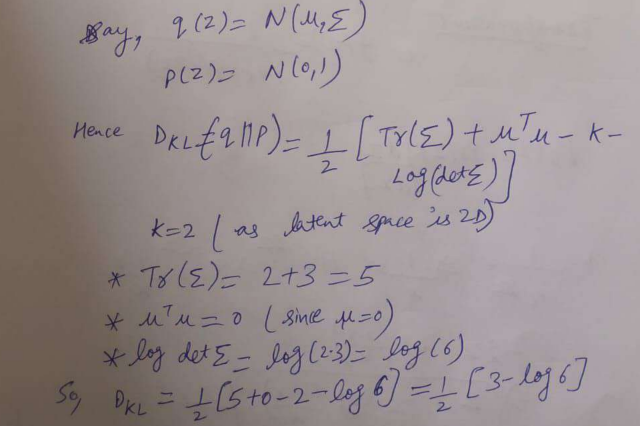 Say, q(z) = N(μ, Σ)
p(z) = N(0,1)
Hence D_KL(q||p) = 1/2 [Tr(Σ) + μ^T μ - k -
Log(det Σ)]
k=2 (as latent space is 2D)
* Tr(Σ) = 2+3 = 5
* μ^T μ = 0 (since μ=0)
* log det Σ = log(2·3) = log(6)
So, D_KL = 1/2 [5+0-2-log 6] = 1/2 [3-log 6]